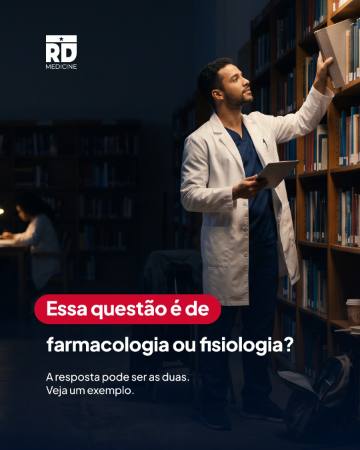 RD
MEDICINE
Essa questão é de
farmacologia ou fisiologia?
A resposta pode ser as duas.
Veja um exemplo.